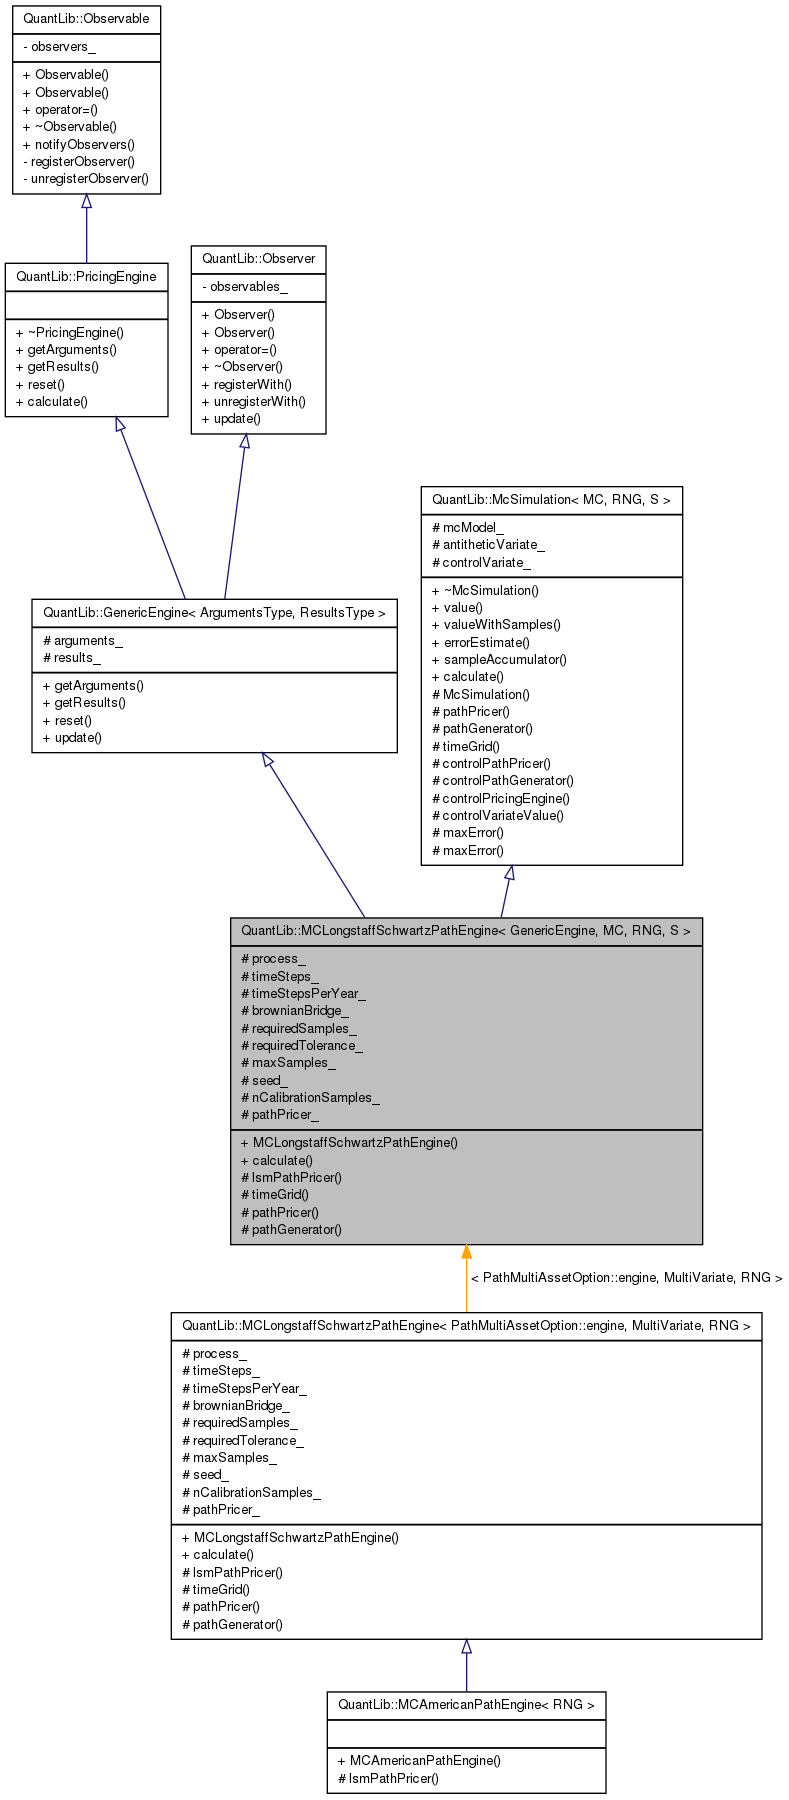 QuantLib::Observable
- observers_
+ Observable()
+ Observable()
+ operator=()
+ ~Observable()
+ notifyObservers()
- registerObserver()
- unregisterObserver()
QuantLib::PricingEngine
+ ~PricingEngine()
+ getArguments()
+ getResults()
+ reset()
+ calculate()
QuantLib::Observer
- observables_
+ Observer()
+ Observer()
+ operator=()
+ ~Observer()
+ registerWith()
+ unregisterWith()
+ update()
QuantLib::GenericEngine< ArgumentsType, ResultsType >
# arguments_
# results_
+ getArguments()
+ getResults()
+ reset()
+ update()
QuantLib::McSimulation< MC, RNG, S >
# mcModel_
# antitheticVariate_
# controlVariate_
+ ~McSimulation()
+ value()
+ valueWithSamples()
+ errorEstimate()
+ sampleAccumulator()
+ calculate()
# McSimulation()
# pathPricer()
# pathGenerator()
# timeGrid()
# controlPathPricer()
# controlPathGenerator()
# controlPricingEngine()
# controlVariateValue()
# maxError()
# maxError()
QuantLib::MCLongstaffSchwartzPathEngine< GenericEngine, MC, RNG, S >
# process_
# timeSteps_
# timeStepsPerYear_
# brownianBridge_
# requiredSamples_
# requiredTolerance_
# maxSamples_
# seed_
# nCalibrationSamples_
# pathPricer_
+ MCLongstaffSchwartzPathEngine()
+ calculate()
# lsmPathPricer()
# timeGrid()
# pathPricer()
# pathGenerator()
< PathMultiAssetOption::engine, MultiVariate, RNG >
QuantLib::MCLongstaffSchwartzPathEngine< PathMultiAssetOption::engine, MultiVariate, RNG >
# process_
# timeSteps_
# timeStepsPerYear_
# brownianBridge_
# requiredSamples_
# requiredTolerance_
# maxSamples_
# seed_
# nCalibrationSamples_
# pathPricer_
+ MCLongstaffSchwartzPathEngine()
+ calculate()
# lsmPathPricer()
# timeGrid()
# pathPricer()
# pathGenerator()
QuantLib::MCAmericanPathEngine< RNG >
+ MCAmericanPathEngine()
# lsmPathPricer()